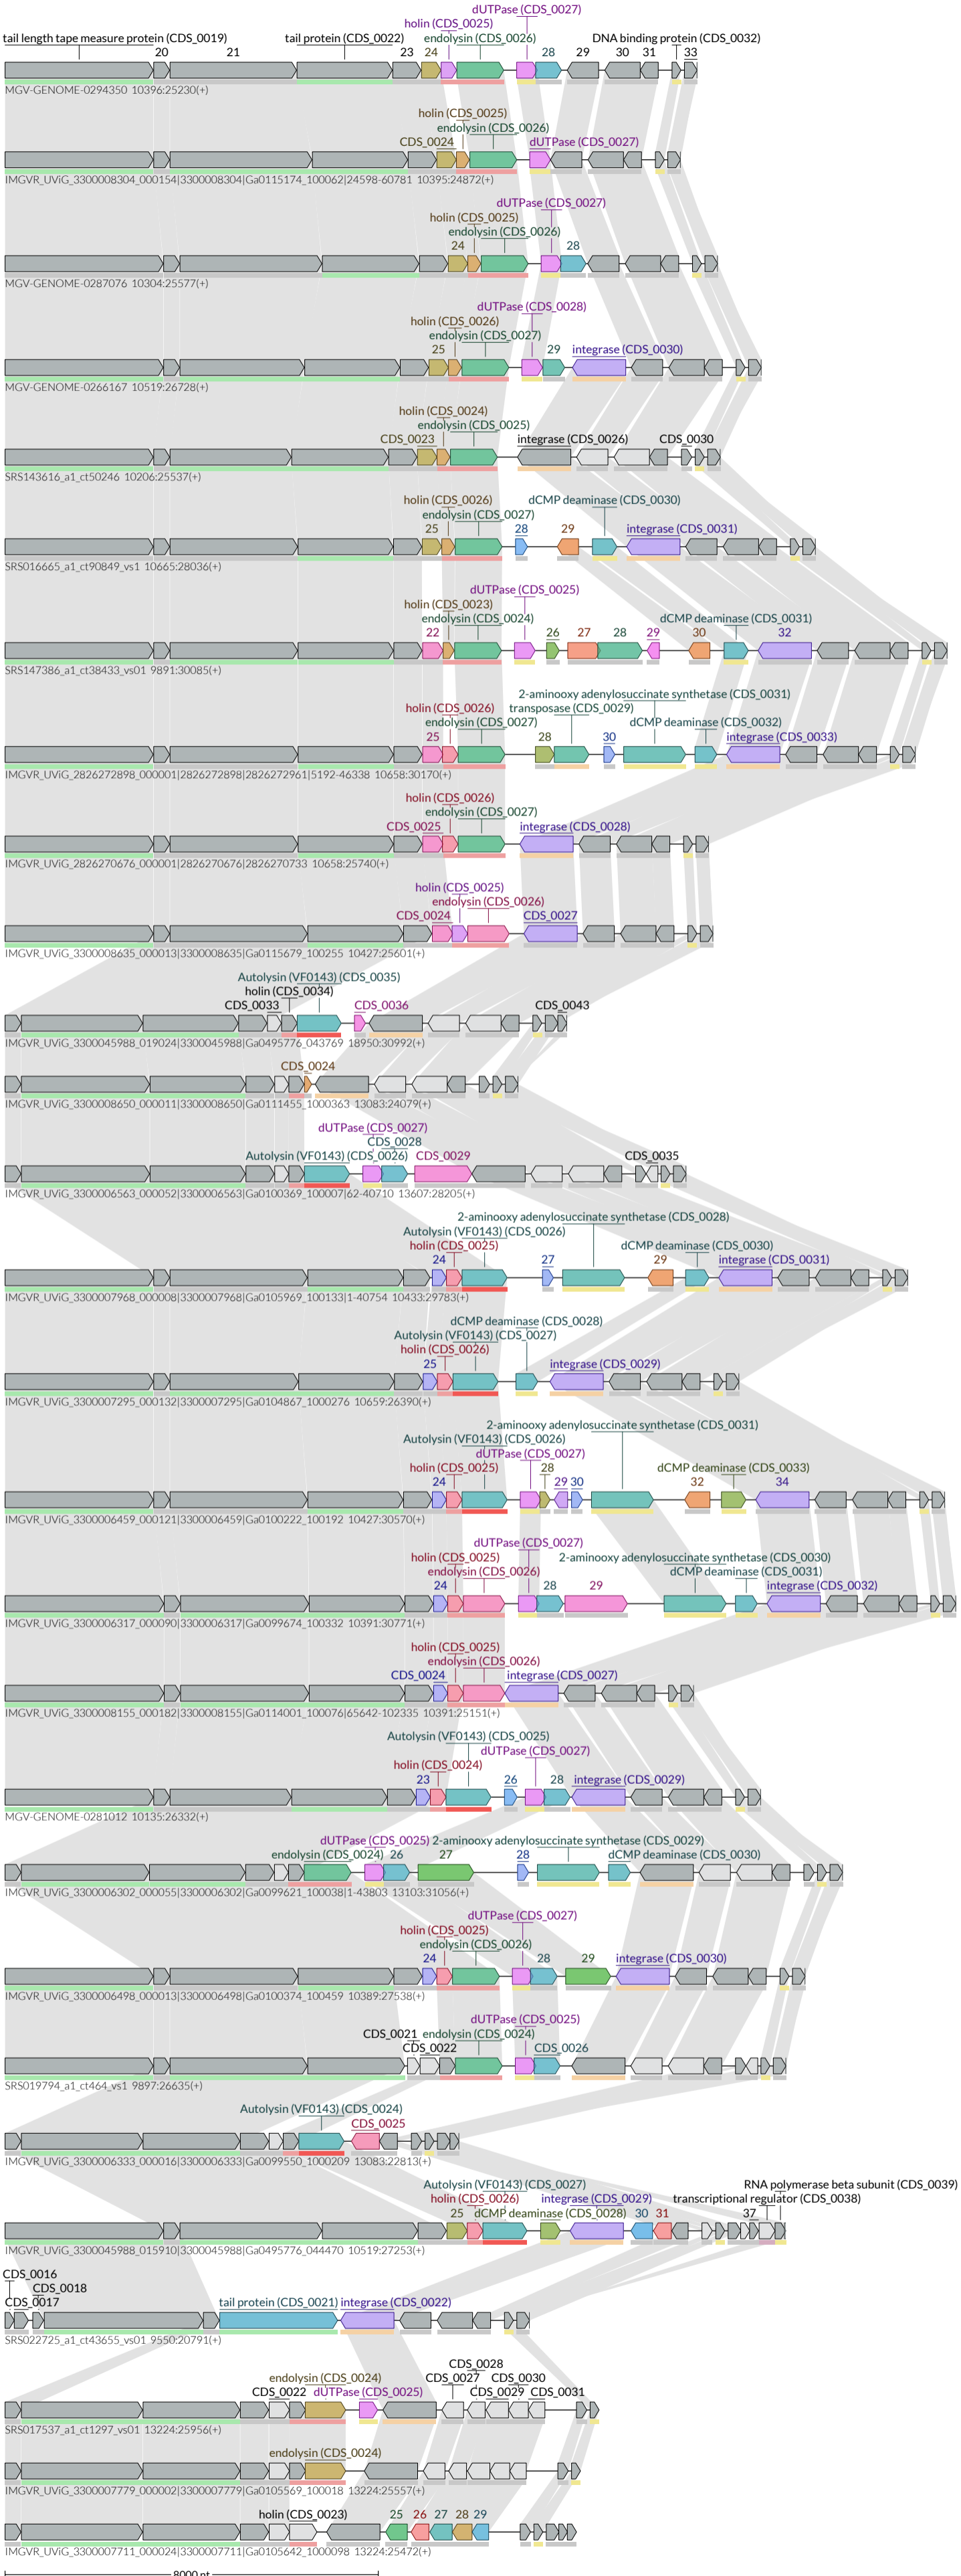 dUTPase (CDS_0027)
holin (CDS_0025)
tail length tape measure protein (CDS_0019) tail protein (CDS_0022) endolysin (CDS_0026) DNA binding protein (CDS_0032)
20 21 23 24 28 29 30 31 33
MGV-GENOME-0294350 10396:25230(+)
holin (CDS_0025)
endolysin (CDS_0026)
CDS_0024 dUTPase (CDS_0027)
IMGVR_UViG_3300008304_000154|3300008304|Ga0115174_100062|24598-60781 10395:24872(+)
dUTPase (CDS_0027)
holin (CDS_0025)
endolysin (CDS_0026)
24 28
MGV-GENOME-0287076 10304:25577(+)
dUTPase (CDS_0028)
holin (CDS_0026)
endolysin (CDS_0027)
25 29 integrase (CDS_0030)
MGV-GENOME-0266167 10519:26728(+)
holin (CDS_0024)
endolysin (CDS_0025)
CDS_0023 integrase (CDS_0026) CDS_0030
SRS143616_a1_ct50246 10206:25537(+)
holin (CDS_0026) dCMP deaminase (CDS_0030)
endolysin (CDS_0027)
25 28 29 integrase (CDS_0031)
SRS016665_a1_ct90849_vs1 10665:28036(+)
dUTPase (CDS_0025)
holin (CDS_0023)
endolysin (CDS_0024) dCMP deaminase (CDS_0031)
22 26 27 28 29 30 32
SRS147386_a1_ct38433_vs01 9891:30085(+)
2-aminooxy adenylosuccinate synthetase (CDS_0031)
holin (CDS_0026) transposase (CDS_0029)
endolysin (CDS_0027) dCMP deaminase (CDS_0032)
25 28 30 integrase (CDS_0033)
IMGVR_UViG_2826272898_000001|2826272898|2826272961|5192-46338 10658:30170(+)
holin (CDS_0026)
endolysin (CDS_0027)
CDS_0025 integrase (CDS_0028)
IMGVR_UViG_2826270676_000001|2826270676|2826270733 10658:25740(+)
holin (CDS_0025)
endolysin (CDS_0026)
CDS_0024 CDS_0027
IMGVR_UViG_3300008635_000013|3300008635|Ga0115679_100255 10427:25601(+)
Autolysin (VF0143) (CDS_0035)
holin (CDS_0034)
CDS_0033 CDS_0036 CDS_0043
IMGVR_UViG_3300045988_019024|3300045988|Ga0495776_043769 18950:30992(+)
CDS_0024
IMGVR_UViG_3300008650_000011|3300008650|Ga0111455_1000363 13083:24079(+)
dUTPase (CDS_0027)
CDS_0028
Autolysin (VF0143) (CDS_0026) CDS_0029 CDS_0035
IMGVR_UViG_3300006563_000052|3300006563|Ga0100369_100007|62-40710 13607:28205(+)
2-aminooxy adenylosuccinate synthetase (CDS_0028)
Autolysin (VF0143) (CDS_0026)
holin (CDS_0025) dCMP deaminase (CDS_0030)
24 27 29 integrase (CDS_0031)
IMGVR_UViG_3300007968_000008|3300007968|Ga0105969_100133|1-40754 10433:29783(+)
dCMP deaminase (CDS_0028)
Autolysin (VF0143) (CDS_0027)
holin (CDS_0026)
25 integrase (CDS_0029)
IMGVR_UViG_3300007295_000132|3300007295|Ga0104867_1000276 10659:26390(+)
2-aminooxy adenylosuccinate synthetase (CDS_0031)
Autolysin (VF0143) (CDS_0026)
dUTPase (CDS_0027)
holin (CDS_0025) 28 dCMP deaminase (CDS_0033)
24 29 30 32 34
IMGVR_UViG_3300006459_000121|3300006459|Ga0100222_100192 10427:30570(+)
dUTPase (CDS_0027)
holin (CDS_0025) 2-aminooxy adenylosuccinate synthetase (CDS_0030)
endolysin (CDS_0026) dCMP deaminase (CDS_0031)
24 28 29 integrase (CDS_0032)
IMGVR_UViG_3300006317_000090|3300006317|Ga0099674_100332 10391:30771(+)
holin (CDS_0025)
endolysin (CDS_0026)
CDS_0024 integrase (CDS_0027)
IMGVR_UViG_3300008155_000182|3300008155|Ga0114001_100076|65642-102335 10391:25151(+)
Autolysin (VF0143) (CDS_0025)
dUTPase (CDS_0027)
holin (CDS_0024)
23 26 28 integrase (CDS_0029)
MGV-GENOME-0281012 10135:26332(+)
dUTPase (CDS_0025) 2-aminooxy adenylosuccinate synthetase (CDS_0029)
endolysin (CDS_0024) 26 27 28 dCMP deaminase (CDS_0030)
IMGVR_UViG_3300006302_000055|3300006302|Ga0099621_100038|1-43803 13103:31056(+)
dUTPase (CDS_0027)
holin (CDS_0025)
endolysin (CDS_0026)
24 28 29 integrase (CDS_0030)
IMGVR_UViG_3300006498_000013|3300006498|Ga0100374_100459 10389:27538(+)
dUTPase (CDS_0025)
CDS_0021 endolysin (CDS_0024)
CDS_0022 CDS_0026
SRS019794_a1_ct464_vs1 9897:26635(+)
Autolysin (VF0143) (CDS_0024)
CDS_0025
IMGVR_UViG_3300006333_000016|3300006333|Ga0099550_1000209 13083:22813(+)
Autolysin (VF0143) (CDS_0027) RNA polymerase beta subunit (CDS_0039)
holin (CDS_0026) integrase (CDS_0029) transcriptional regulator (CDS_0038)
25 dCMP deaminase (CDS_0028) 30 31 37
IMGVR_UViG_3300045988_015910|3300045988|Ga0495776_044470 10519:27253(+)
CDS_0016
CDS_0018
CDS_0017 tail protein (CDS_0021) integrase (CDS_0022)
SRS022725_a1_ct43655_vs01 9550:20791(+)
CDS_0028
endolysin (CDS_0024) CDS_0027 CDS_0030
CDS_0022 dUTPase (CDS_0025) CDS_0029 CDS_0031
SRS017537_a1_ct1297_vs01 13224:25956(+)
endolysin (CDS_0024)
IMGVR_UViG_3300007779_000002|3300007779|Ga0105569_100018 13224:25557(+)
holin (CDS_0023) 25 26 27 28 29
IMGVR_UViG_3300007711_000024|3300007711|Ga0105642_1000098 13224:25472(+)
8000 nt